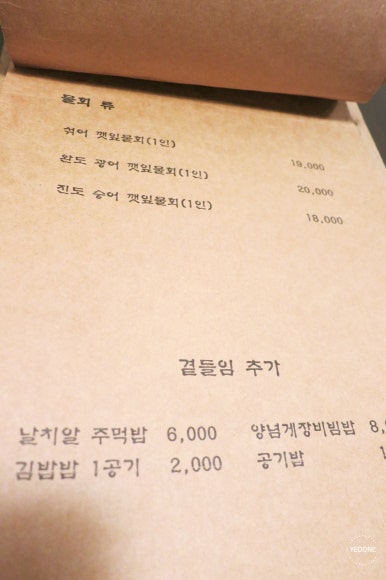 물회 류
섞어 깻잎물회(1인) 19,000
완도 광어 깻잎물회(1인) 20,000
진도 숭어 깻잎물회(1인) 18,000
곁들임 추가
날치알 주먹밥 6,000 양념게장비빔밥
김밥밥 1공기 2,000 공기밥
YEDONE